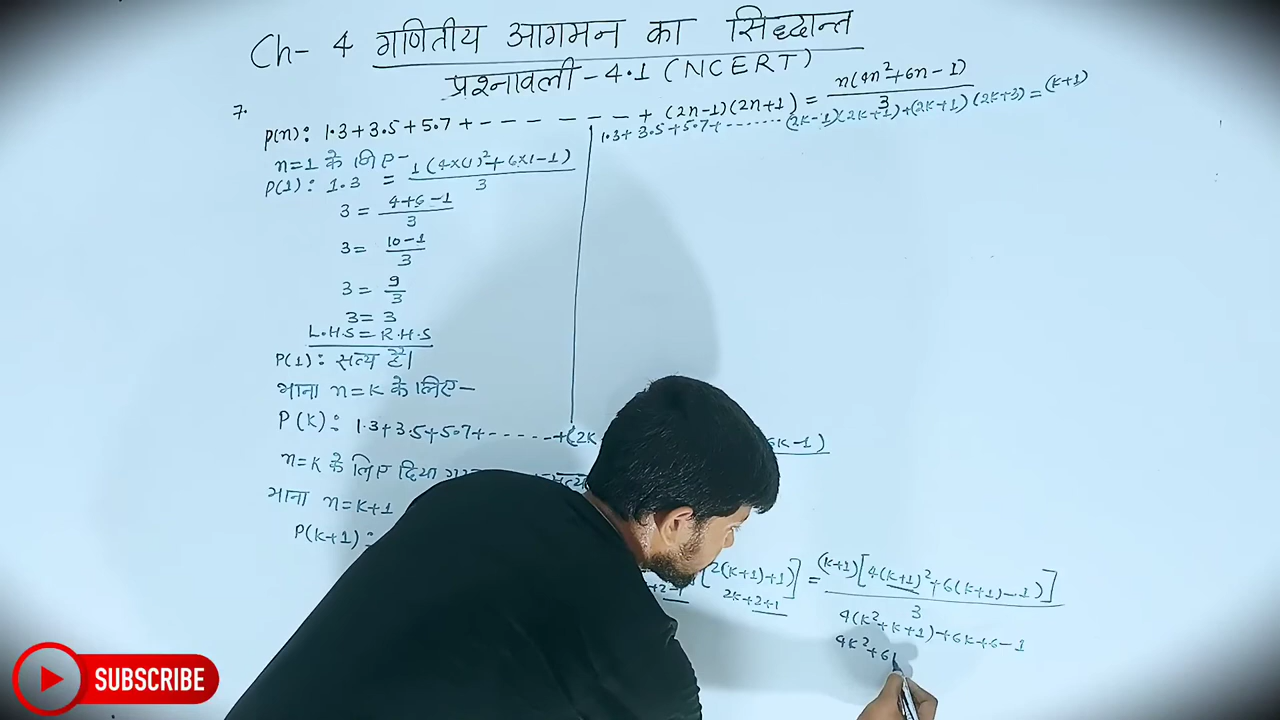 Ch- 4 गणितीय आगमन का सिद्धान्त
प्रश्नावली - 4.1 (NCERT)
7.
P(n): 1.3+3.5+5.7+ - - - - - - - + (2n-1)(2n+1) = n(4n²+6n-1)/3
n=1 के लिए-
P(1): 1.3 = 1(4×(1)²+6×1-1)/3
3 = 4+6-1/3
3 = 10-1/3
3 = 9/3
3 = 3
L.H.S = R.H.S
P(1): सत्य है।
माना n=k के लिए-
P(k): 1.3+3.5+5.7+ - - - - - +(2k
6k-1)
n=k के लिए दिया
माना n=k+1
P(k+1):
[2(k+1)+1] = (k+1)[4(k+1)²+6(k+1)-1)]/3
+2-1 2k+2+1
4(k²+k+1)+6k+6-1
4k²+6
1.3+3.5+5.7+ - - - - - - - (2k-1)(2k+1)+(2k+1)(2k+3) = (k+1)
SUBSCRIBE